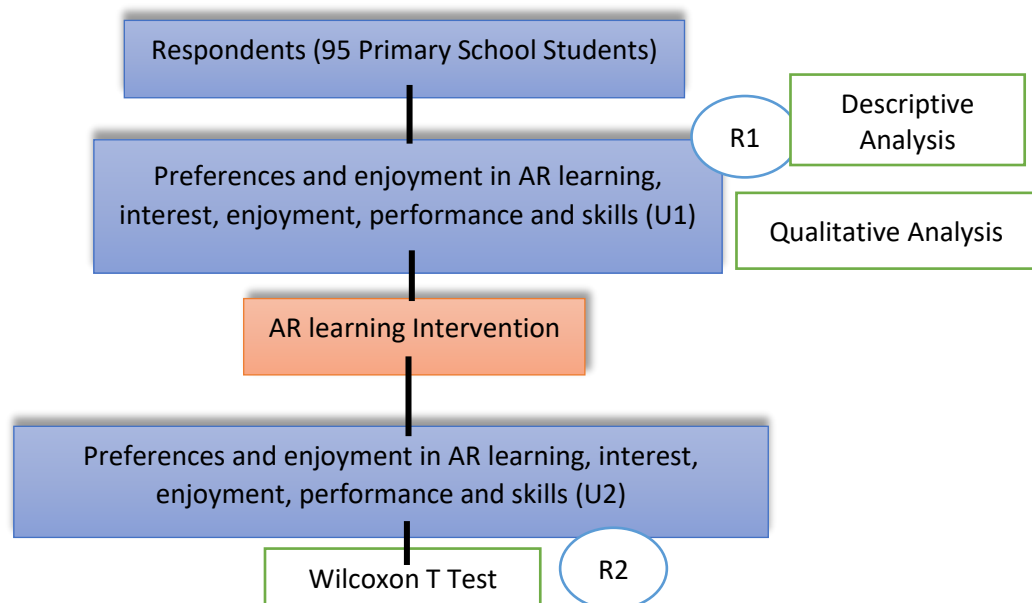 Respondents (95 Primary School Students)
R1
Descriptive
Analysis
Preferences and enjoyment in AR learning,
interest, enjoyment, performance and skills (U1)
Qualitative Analysis
AR learning Intervention
Preferences and enjoyment in AR learning, interest,
enjoyment, performance and skills (U2)
Wilcoxon T Test
R2